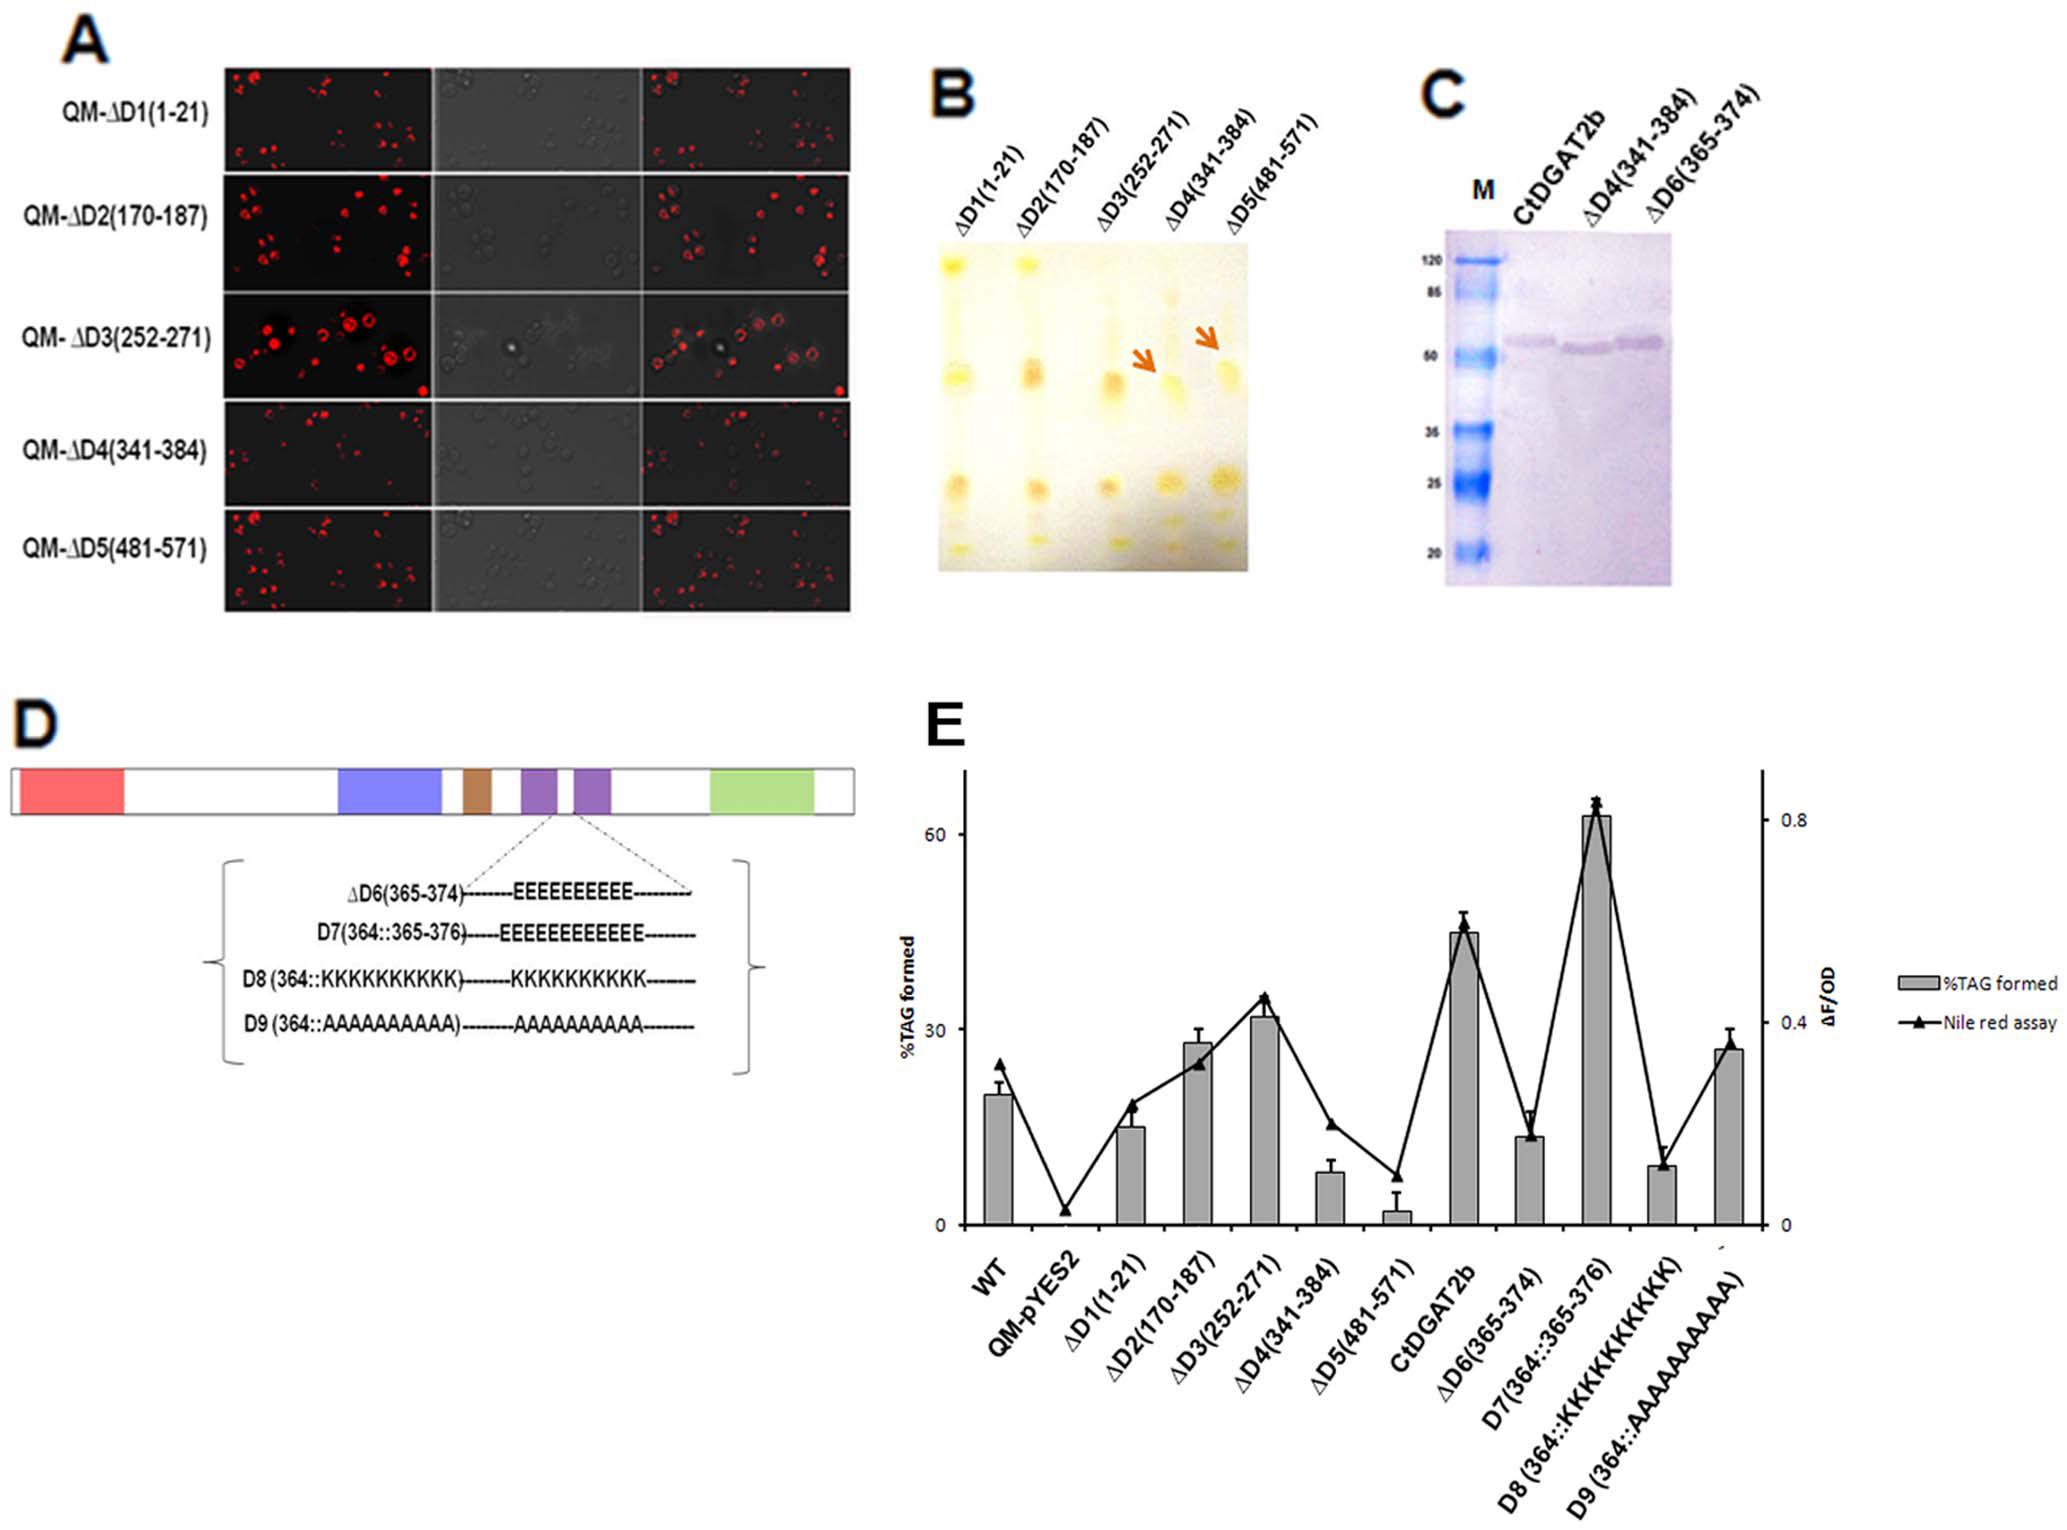 A
QM-ΔD1(1-21)
QM-ΔD2(170-187)
QM- ΔD3(252-271)
QM-ΔD4(341-384)
QM-ΔD5(481-571)
B
ΔD1(1-21)
ΔD2(170-187)
ΔD3(252-271)
ΔD4(341-384)
ΔD5(481-571)
C
M
CtDGAT2b
ΔD4(341-384)
ΔD6(365-374)
120
85
50
35
25
20
D
ΔD6(365-374)--------EEEEEEEEEE---------
D7(364::365-376)------EEEEEEEEEEEE--------
D8 (364::KKKKKKKKKK)--------KKKKKKKKKK--------
D9 (364::AAAAAAAAAA)--------AAAAAAAAAA--------
E
%TAG formed
60
30
0
0.8
0.4
0
ΔF/OD
%TAG formed
Nile red assay
WT
QM-pYES2
ΔD1(1-21)
ΔD2(170-187)
ΔD3(252-271)
ΔD4(341-384)
ΔD5(481-571)
CtDGAT2b
ΔD6(365-374)
D7(364::365-376)
D8 (364::KKKKKKKKKK)
D9 (364::AAAAAAAAAA)